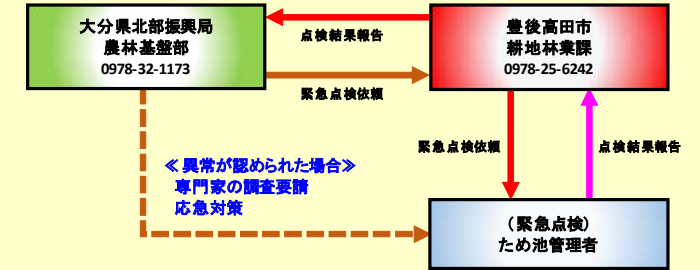 大分県北部振興局
農林基盤部
0978-32-1173
点検結果報告
緊急点検依頼
豊後高田市
耕地林業課
0978-25-6242
緊急点検依頼
点検結果報告
≪異常が認められた場合≫
専門家の調査要請
応急対策
（緊急点検）
ため池管理者